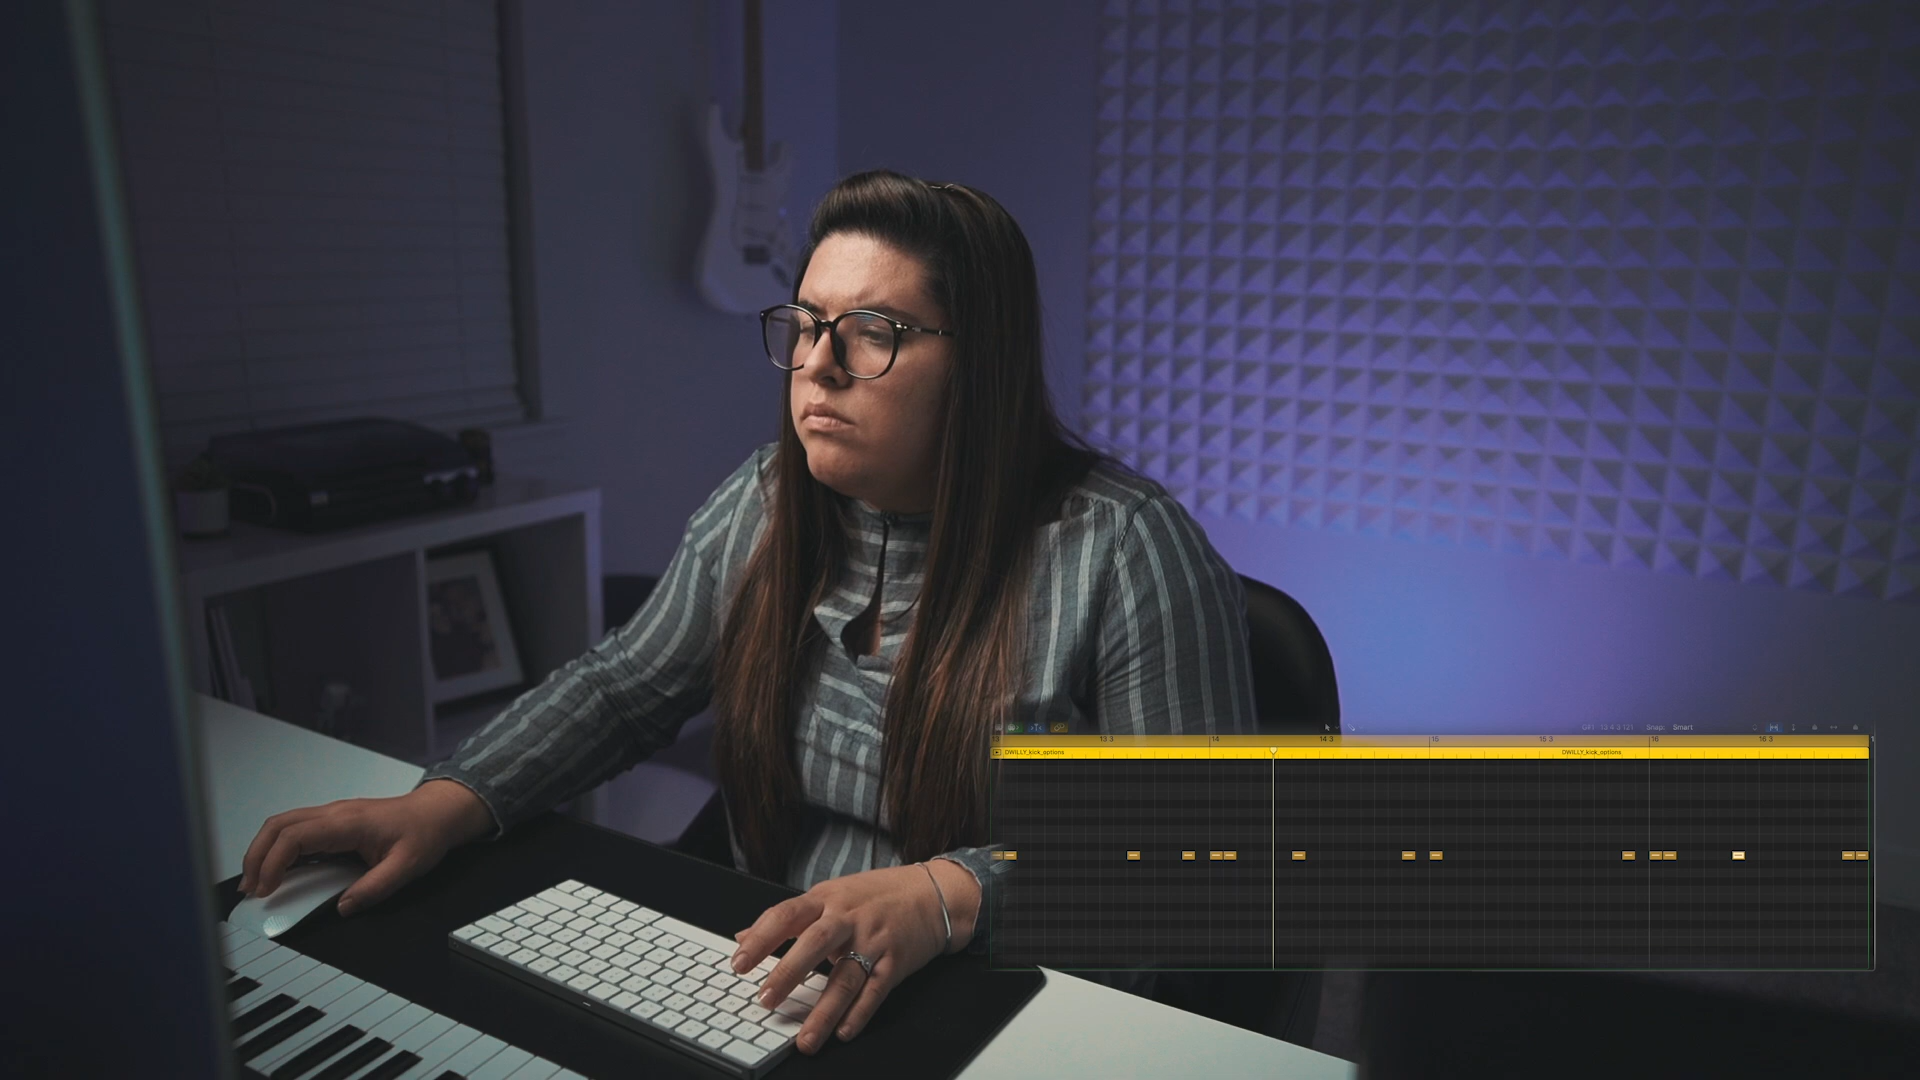 Snap: Smart
13 3 14 14 3 15 15 3 16 16 3
DWILLY_kick_options DWILLY_kick_options